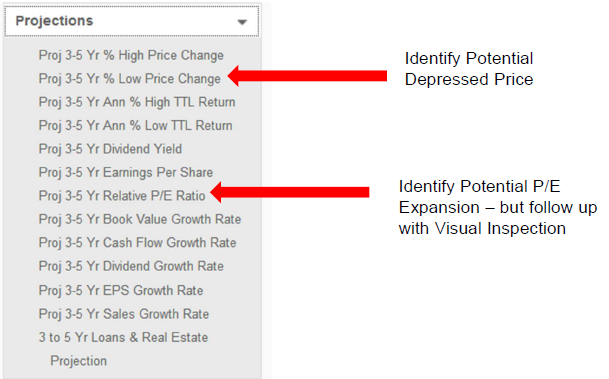 Projections
Proj 3-5 Yr % High Price Change
Proj 3-5 Yr % Low Price Change
Proj 3-5 Yr Ann % High TTL Return
Proj 3-5 Yr Ann % Low TTL Return
Proj 3-5 Yr Dividend Yield
Proj 3-5 Yr Earnings Per Share
Proj 3-5 Yr Relative P/E Ratio
Proj 3-5 Yr Book Value Growth Rate
Proj 3-5 Yr Cash Flow Growth Rate
Proj 3-5 Yr Dividend Growth Rate
Proj 3-5 Yr EPS Growth Rate
Proj 3-5 Yr Sales Growth Rate
3 to 5 Yr Loans & Real Estate
Projection
Identify Potential
Depressed Price
Identify Potential P/E
Expansion – but follow up
with Visual Inspection